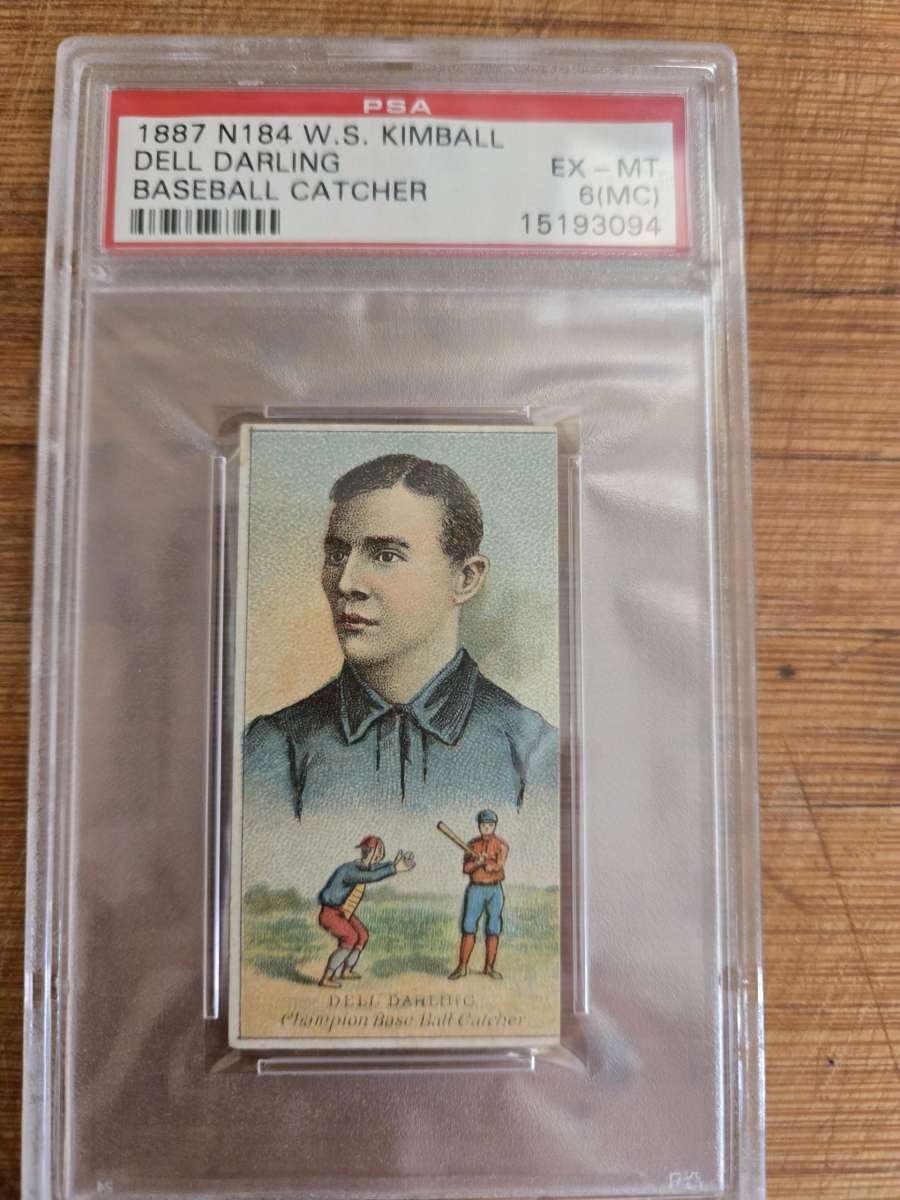 PSA
1887 N184 W.S. KIMBALL
DELL DARLING EX - MT
BASEBALL CATCHER 6(MC)
15193094
DELL DARLING
Champion Base Ball Catcher